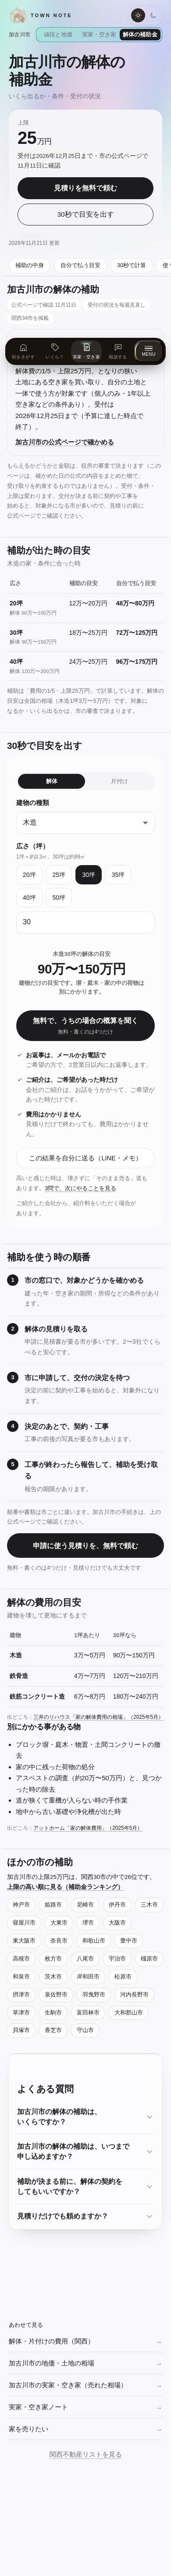 TOWN NOTE
加古川市 値段と地価 実家・空き家 解体の補助金
加古川市の解体の
補助金
いくら出るか・条件・受付の状況
上限
25万円
受付は2026年12月25日まで・市の公式ページで
11月11日に確認
見積りを無料で頼む
30秒で目安を出す
2026年11月21日 更新
補助の中身 自分で払う目安 30秒で計算
加古川市の解体の補助
公式ページで確認 11月11日 受付の状況を毎週見直し
関西34市を掲載
街をさがす いくら？ 実家・空き家 相談する MENU
解体費の1/5・上限25万円。となりの狭い
土地にある空き家を買い取り、自分の土地と
一体で使う方が対象です（個人のみ・1年以上
空き家などの条件あり）。受付は
2026年12月25日まで（予算に達した時点で
終了）。
加古川市の公式ページで確かめる
もらえるかどうかと金額は、役所の審査で決まります（この
ページは、確かめた日の公式の内容をまとめた物で、
受け取りを約束するものではありません）。受付・条件・
上限は変わります。交付が決まる前に契約や工事を
始めると、対象外になる市が多いので、見積りの前に
公式ページでご確認ください。
補助が出た時の目安
木造の家・条件に合った時
広さ 補助の目安 自分で払う目安
20坪 12万〜20万円 48万〜80万円
解体 60万〜100万円
30坪 18万〜25万円 72万〜125万円
解体 90万〜150万円
40坪 24万〜25万円 96万〜175万円
解体 120万〜200万円
補助は「費用の1/5・上限25万円」で計算しています。解体の
目安は全国の相場（木造1坪3万〜5万円）です。対象に
なるか・いくら出るかは、市の審査で決まります。
30秒で目安を出す
解体 片付け
建物の種類
木造
広さ（坪）
1坪＝約3.3㎡、30坪は約99㎡
20坪 25坪 30坪 35坪
40坪 50坪
30
木造30坪の解体の目安
90万〜150万円
建物だけの目安です。塀・庭木・家の中の荷物は
別にかかります。
無料で、うちの場合の概算を聞く
無料・書くのは4つだけ
✓ お返事は、メールかお電話で
ご希望の方で、2営業日以内にお返事します。
✓ ご紹介は、ご希望があった時だけ
会社のご紹介は、お話をうかがって、ご希望が
あった時だけです。
✓ 費用はかかりません
見積りだけで終わっても、費用はかかりませ
ん。
この結果を自分に送る（LINE・メモ）
高いと感じた時は、壊さずに「そのまま売る」道も
あります。3問で、次にやることを見る
ご紹介した会社から、紹介料をいただく場合が
あります。
補助を使う時の順番
1 市の窓口で、対象かどうかを確かめる
建った年・空き家の期間・所得などの条件がありま
す。
2 解体の見積りを取る
申請に見積書が要る市が多いです。2〜3社でくら
べると安心です。
3 市に申請して、交付の決定を待つ
決定の前に契約や工事を始めると、対象外になり
ます。
4 決定のあとで、契約・工事
工事の前後の写真が要る市もあります。
5 工事が終わったら報告して、補助を受け取
る
報告の期限があります。
順番や書類は市ごとに違います。加古川市の手続きは、上の
公式ページでご確認ください。
申請に使う見積りを、無料で頼む
無料・書くのは4つだけ・見積りだけでも大丈夫です
解体の費用の目安
建物を壊して更地にするまで
建物 1坪あたり 30坪なら
木造 3万〜5万円 90万〜150万円
鉄骨造 4万〜7万円 120万〜210万円
鉄筋コンクリート造 6万〜8万円 180万〜240万円
出どころ：三井のリハウス「家の解体費用の相場」（2025年5月）
別にかかる事がある物
• ブロック塀・庭木・物置・土間コンクリートの撤
去
• 家の中に残った荷物の処分
• アスベストの調査（約20万〜50万円）と、見つか
った時の除去
• 道が狭くて重機が入らない時の手作業
• 地中から古い基礎や浄化槽が出た時
出どころ：アットホーム「家の解体費用」（2025年5月）
ほかの市の補助
加古川市の上限25万円は、関西30市の中で26位です。
上限の高い順に見る（補助金ランキング）
神戸市 姫路市 尼崎市 伊丹市 三木市
寝屋川市 大東市 堺市 大阪市
東大阪市 奈良市 和歌山市 豊中市
高槻市 枚方市 八尾市 宇治市 橿原市
和泉市 茨木市 岸和田市 松原市
摂津市 泉佐野市 羽曳野市 河内長野市
草津市 生駒市 富田林市 大和郡山市
貝塚市 香芝市 守山市
よくある質問
加古川市の解体の補助は、
いくらですか？
加古川市の解体の補助は、いつまで
申し込めますか？
補助が決まる前に、解体の契約を
してもいいですか？
見積りだけでも頼めますか？
あわせて見る
解体・片付けの費用（関西） →
加古川市の地価・土地の相場 →
加古川市の実家・空き家（売れた相場） →
実家・空き家ノート →
家を売りたい →
関西不動産リストを見る